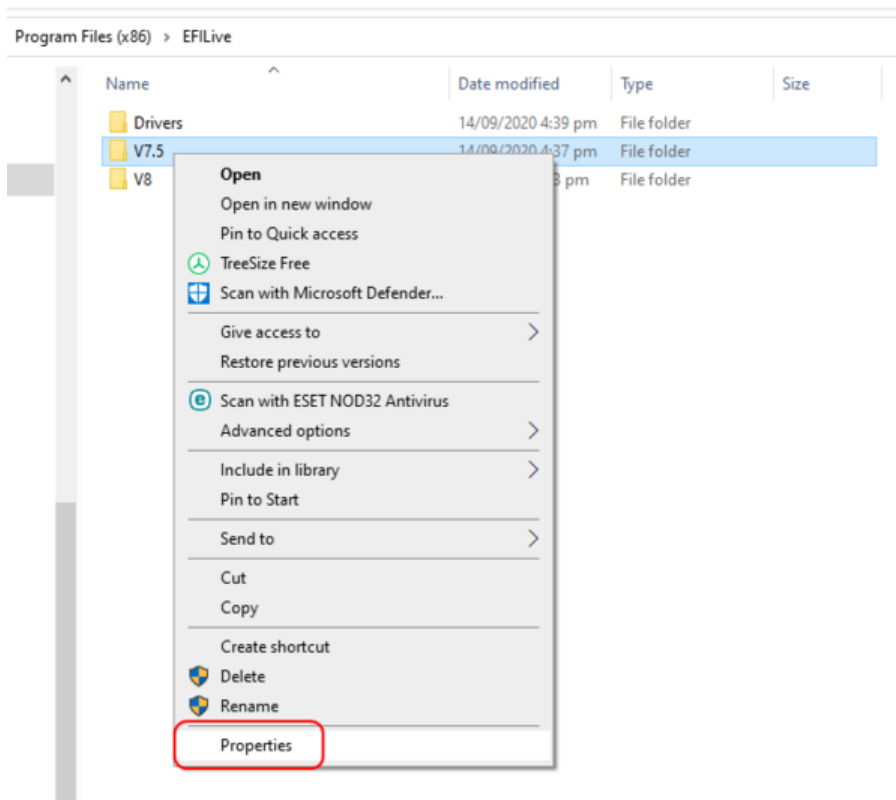 Program Files (x86) > EFILive
Name Date modified Type Size
Drivers 14/09/2020 4:39 pm File folder
V7.5 14/09/2020 4:37 pm File folder
V8 pm File folder
Open
Open in new window
Pin to Quick access
TreeSize Free
Scan with Microsoft Defender...
Give access to
Restore previous versions
Scan with ESET NOD32 Antivirus
Advanced options
Include in library
Pin to Start
Send to
Cut
Copy
Create shortcut
Delete
Rename
Properties